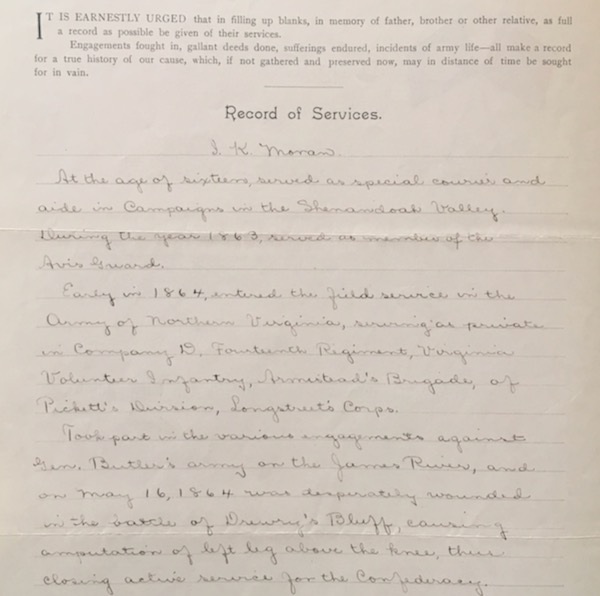 IT IS EARNESTLY URGED that in filling up blanks, in memory of father, brother or other relative, as full
a record as possible be given of their services.
Engagements fought in, gallant deeds done, sufferings endured, incidents of army life—all make a record
for a true history of our cause, which, if not gathered and preserved now, may in distance of time be sought
for in vain.
Record of Services.
I. K. Moran.
At the age of sixteen, served as special courier and
aide in Campaigns in the Shenandoah Valley.
During the year 1863, served as member of the
Avis Guard.
Early in 1864, entered the field service in the
Army of Northern Virginia, serving as private
in Company D. Fourteenth Regiment, Virginia
Volunteer Infantry, Armistead's Brigade, of
Pickett's Division, Longstreet's Corps.
Took part in the various engagements against
Gen. Butler's army on the James River, and
on May 16, 1864 was desperately wounded
in the battle of Drewry's Bluff, causing
amputation of left leg above the knee, thus
closing active service for the Confederacy.